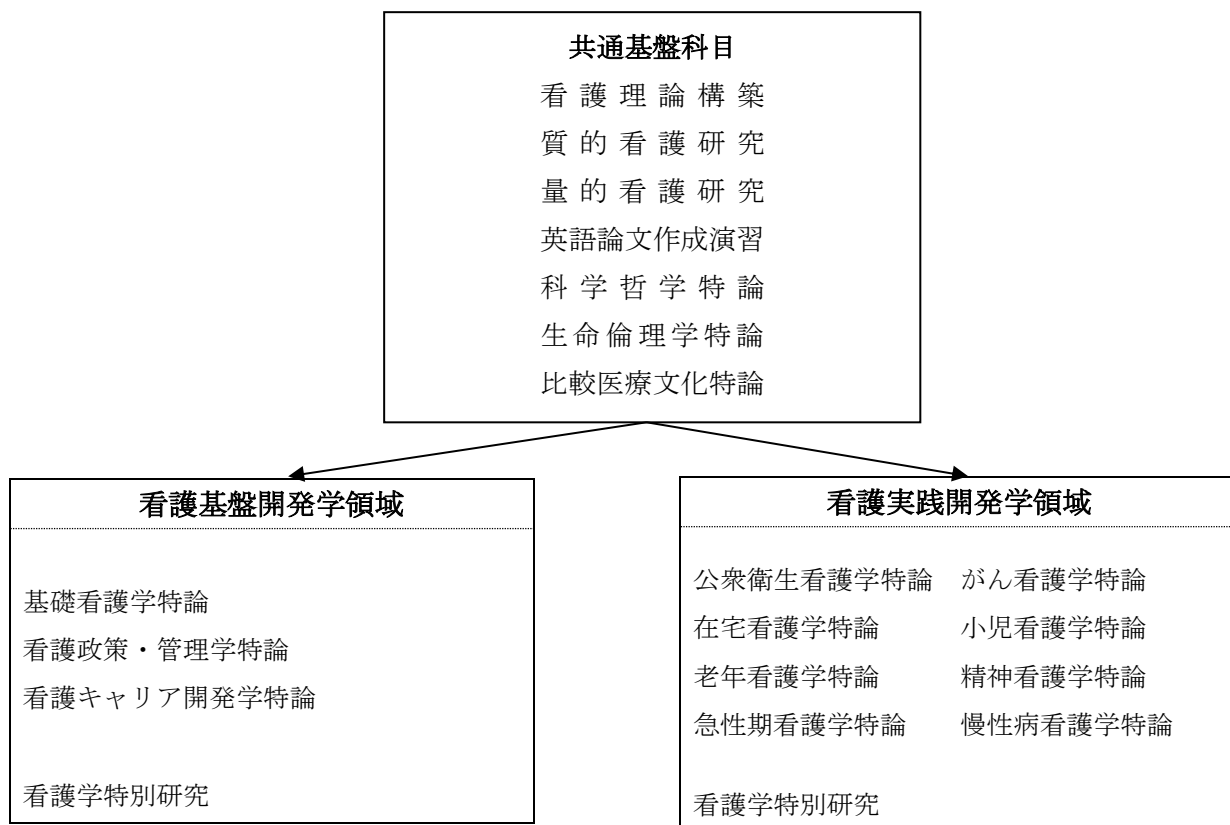 共通基盤科目
看護理論構築
質的看護研究
量的看護研究
英語論文作成演習
科学哲学特論
生命倫理学特論
比較医療文化特論
看護基盤開発学領域
基礎看護学特論
看護政策・管理学特論
看護キャリア開発学特論
看護学特別研究
看護実践開発学領域
公衆衛生看護学特論 がん看護学特論
在宅看護学特論 小児看護学特論
老年看護学特論 精神看護学特論
急性期看護学特論 慢性病看護学特論
看護学特別研究